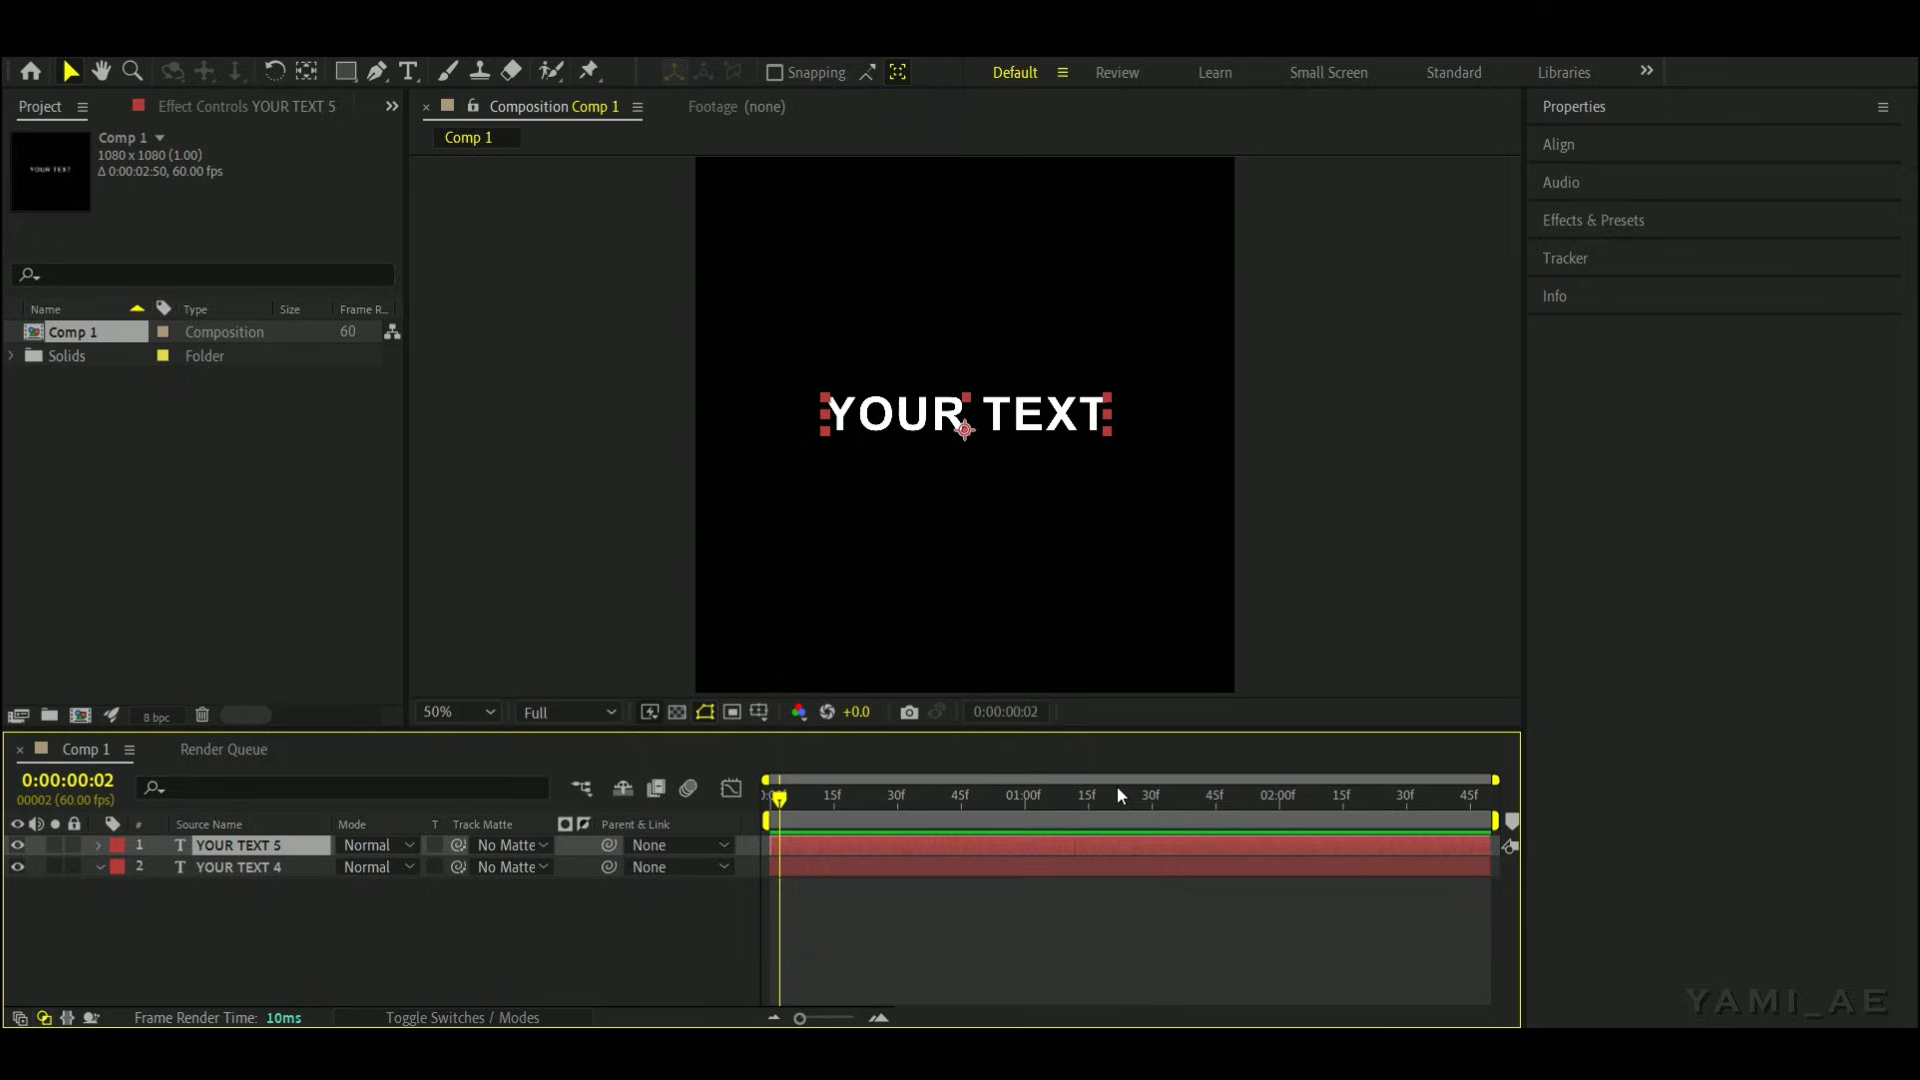 Snapping
Default
Review
Learn
Small Screen
Standard
Libraries
Project
Effect Controls YOUR TEXT 5
Composition Comp 1
Footage (none)
Properties
Comp 1
1080 x 1080 (1.00)
Δ 0:00:02:50, 60.00 fps
Comp 1
YOUR TEXT
Align
Audio
Effects & Presets
Tracker
Info
Name
Type
Size
Frame R...
Comp 1
Composition
60
Solids
Folder
YOUR TEXT
8 bpc
50%
Full
+0.0
0:00:00:02
Comp 1
Render Queue
0:00:00:02
00002 (60.00 fps)
15f
30f
45f
01:00f
15f
30f
45f
02:00f
15f
30f
45f
#
Source Name
Mode
T
Track Matte
Parent & Link
1
T
YOUR TEXT 5
Normal
No Matte
None
2
T
YOUR TEXT 4
Normal
No Matte
None
YAMI_AE
Frame Render Time: 10ms
Toggle Switches / Modes